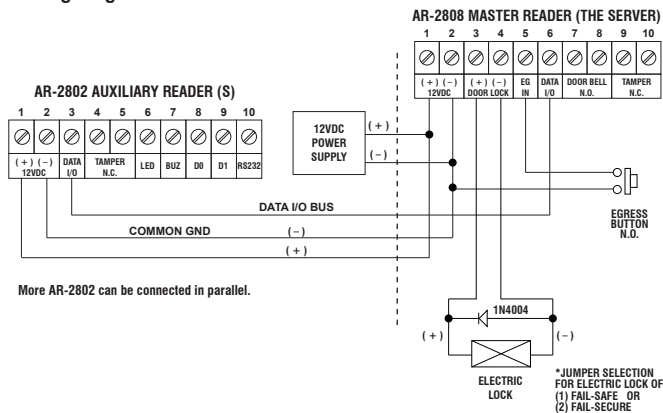 AR-2808 MASTER READER (THE SERVER)
1 2 3 4 5 6 7 8 9 10
( + ) ( – ) ( + ) ( – ) EG DATA DOOR BELL TAMPER
12VDC DOOR LOCK IN I/O N.O. N.C.
AR-2802 AUXILIARY READER (S)
1 2 3 4 5 6 7 8 9 10
( + ) ( – ) DATA TAMPER LED BUZ D0 D1 RS232
12VDC I/O N.C.
12VDC
POWER
SUPPLY
( + )
( – )
EGRESS
BUTTON
N.O.
DATA I/O BUS
COMMON GND ( – )
( + )
More AR-2802 can be connected in parallel.
1N4004
( + ) ( – )
ELECTRIC
LOCK
*JUMPER SELECTION
FOR ELECTRIC LOCK OF
(1) FAIL-SAFE OR
(2) FAIL-SECURE